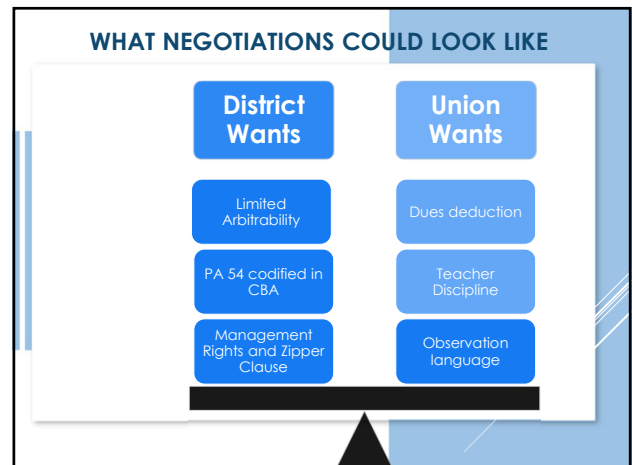 WHAT NEGOTIATIONS COULD LOOK LIKE
District
Wants
Limited
Arbitrability
PA 54 codified in
CBA
Management
Rights and Zipper
Clause
Union
Wants
Dues deduction
Teacher
Discipline
Observation
language